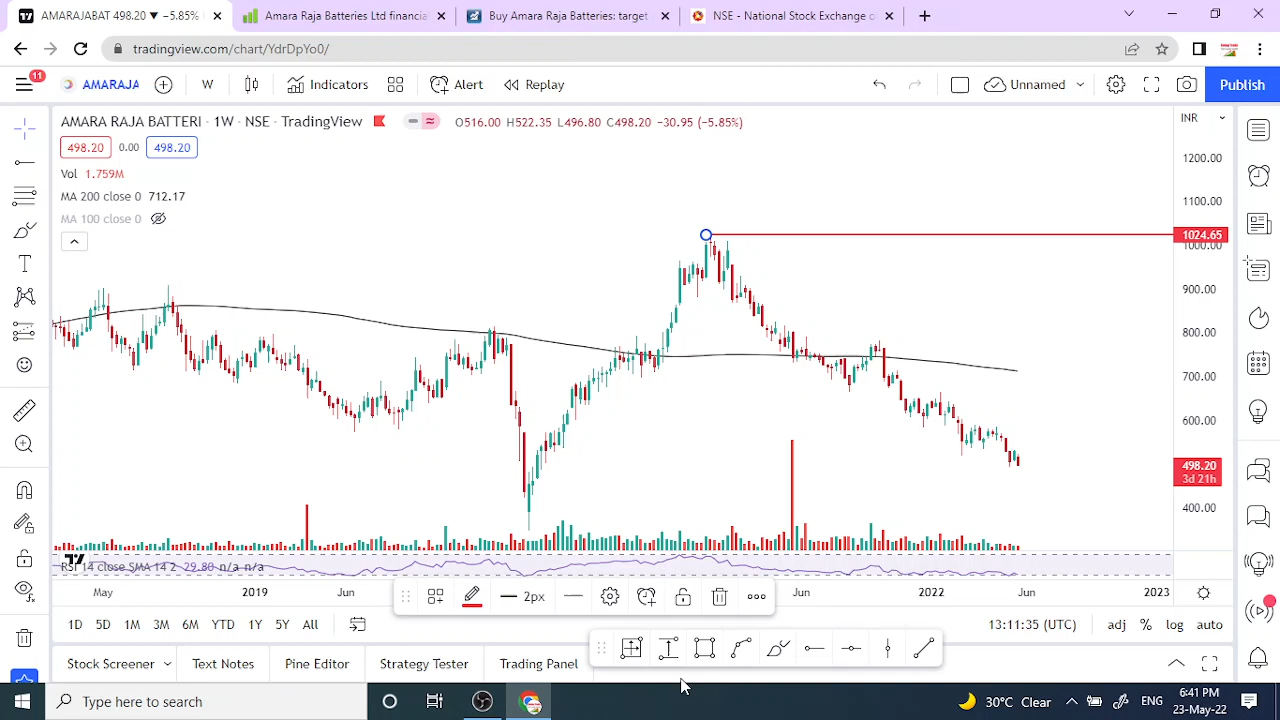 AMARAJABAT 498.20 ▼ −5.85%
Amara Raja Batteries Ltd financia
Buy Amara Raja Batteries: target
NSE - National Stock Exchange o
tradingview.com/chart/YdrDpYo0/
11
AMARAJA
W
Indicators
Alert
Replay
Unnamed
Publish
AMARA RAJA BATTERI · 1W · NSE · TradingView
O516.00 H522.35 L496.80 C498.20 −30.95 (−5.85%)
INR
498.20 0.00 498.20
Vol 1.759M
MA 200 close 0 712.17
MA 100 close 0
1200.00
1100.00
1024.65
1000.00
900.00
800.00
700.00
600.00
498.20
3d 21h
400.00
RSI 14 close SMA 14 2 29.80 n/a n/a
May 2019 Jun Jun 2022 Jun 2023
2px
1D 5D 1M 3M 6M YTD 1Y 5Y All
13:11:35 (UTC) adj % log auto
Stock Screener Text Notes Pine Editor Strategy Tester Trading Panel
Type here to search
30°C Clear
ENG
6:41 PM
23-May-22